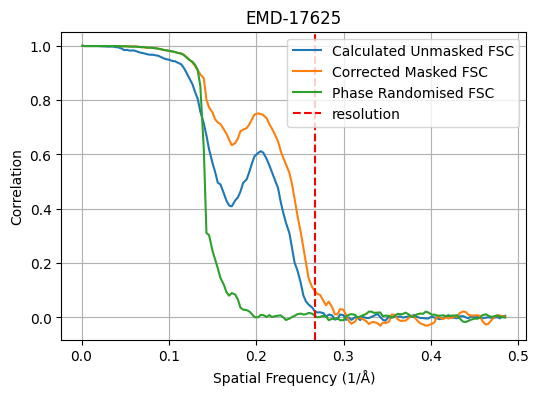 EMD-17625
Calculated Unmasked FSC
Corrected Masked FSC
Phase Randomised FSC
resolution
Correlation
1.0
0.8
0.6
0.4
0.2
0.0
0.0 0.1 0.2 0.3 0.4 0.5
Spatial Frequency (1/Å)